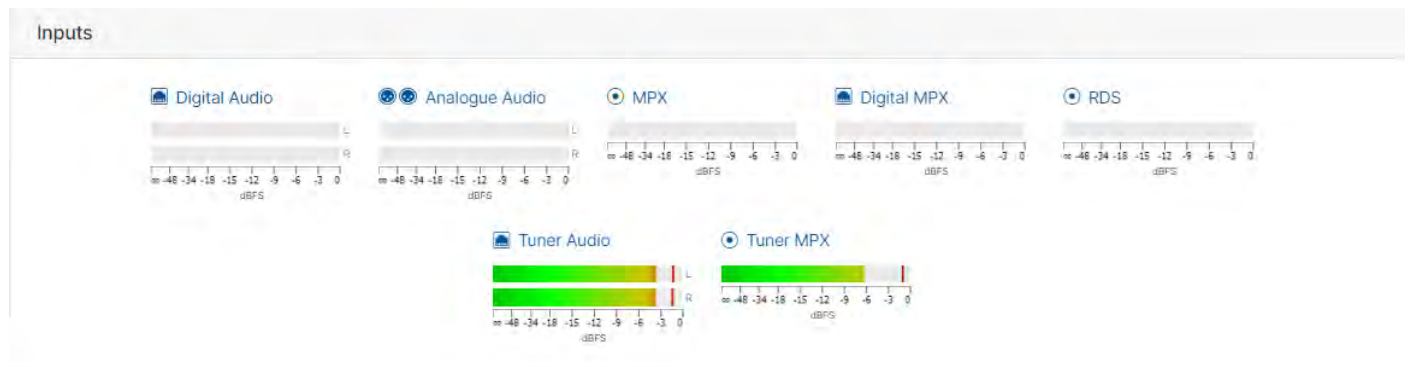 Inputs
Digital Audio
L
R
∞ -48 -34 -18 -15 -12 -9 -6 -3 0
dBFS
Analogue Audio
L
R
∞ -48 -34 -18 -15 -12 -9 -6 -3 0
dBFS
MPX
∞ -48 -34 -18 -15 -12 -9 -6 -3 0
dBFS
Digital MPX
∞ -48 -34 -18 -15 -12 -9 -6 -3 0
dBFS
RDS
∞ -48 -34 -18 -15 -12 -9 -6 -3 0
dBFS
Tuner Audio
L
R
∞ -48 -34 -18 -15 -12 -9 -6 -3 0
dBFS
Tuner MPX
∞ -48 -34 -18 -15 -12 -9 -6 -3 0
dBFS